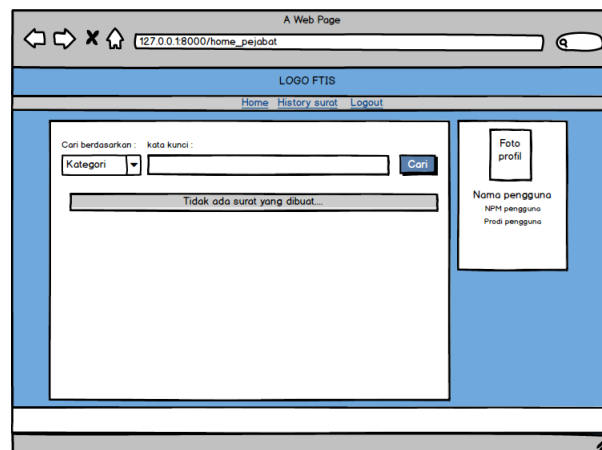 A Web Page
127.0.0.1:8000/home_pejabat
LOGO FTIS
Home History surat Logout
Cari berdasarkan : kata kunci :
Kategori Cari
Tidak ada surat yang dibuat....
Foto
profil
Nama pengguna
NPM pengguna
Prodi pengguna